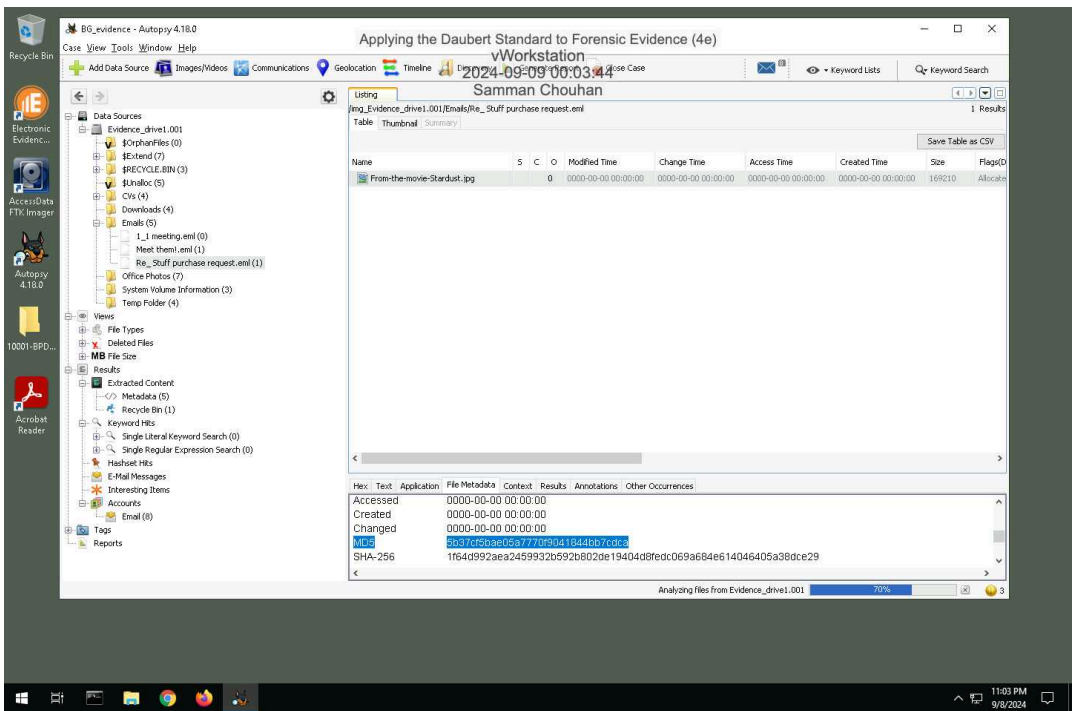 Recycle Bin
Electronic
Evidenc...
AccessData
FTK Imager
Autopsy
4.18.0
10001-BPD...
Acrobat
Reader
BG_evidence - Autopsy 4.18.0
Applying the Daubert Standard to Forensic Evidence (4e)
vWorkstation
2024-09-09 00:03:44
Samman Chouhan
Case View Tools Window Help
Add Data Source Images/Videos Communications Geolocation Timeline Close Case Keyword Lists Keyword Search
Data Sources
Evidence_drive1.001
$OrphanFiles (0)
$Extend (7)
$RECYCLE.BIN (3)
$Unalloc (5)
CVs (4)
Downloads (4)
Emails (5)
1_1 meeting.eml (0)
Meet them!.eml (1)
Re_ Stuff purchase request.eml (1)
Office Photos (7)
System Volume Information (3)
Temp Folder (4)
Views
File Types
Deleted Files
MB File Size
Results
Extracted Content
Metadata (5)
Recycle Bin (1)
Keyword Hits
Single Literal Keyword Search (0)
Single Regular Expression Search (0)
Hashset Hits
E-Mail Messages
Interesting Items
Accounts
Email (8)
Tags
Reports
Listing
/img_Evidence_drive1.001/Emails/Re_ Stuff purchase request.eml
1 Results
Table Thumbnail Summary
Save Table as CSV
Name S C O Modified Time Change Time Access Time Created Time Size Flags(D
From-the-movie-Stardust.jpg 0 0000-00-00 00:00:00 0000-00-00 00:00:00 0000-00-00 00:00:00 0000-00-00 00:00:00 169210 Allocate
Hex Text Application File Metadata Context Results Annotations Other Occurrences
Accessed 0000-00-00 00:00:00
Created 0000-00-00 00:00:00
Changed 0000-00-00 00:00:00
MD5 5b37cf5bae05a7770f9041844bb7cdca
SHA-256 1f64d992aea2459932b592b802de19404d8fedc069a684e614046405a38dce29
Analyzing files from Evidence_drive1.001 70% 3
11:03 PM
9/8/2024